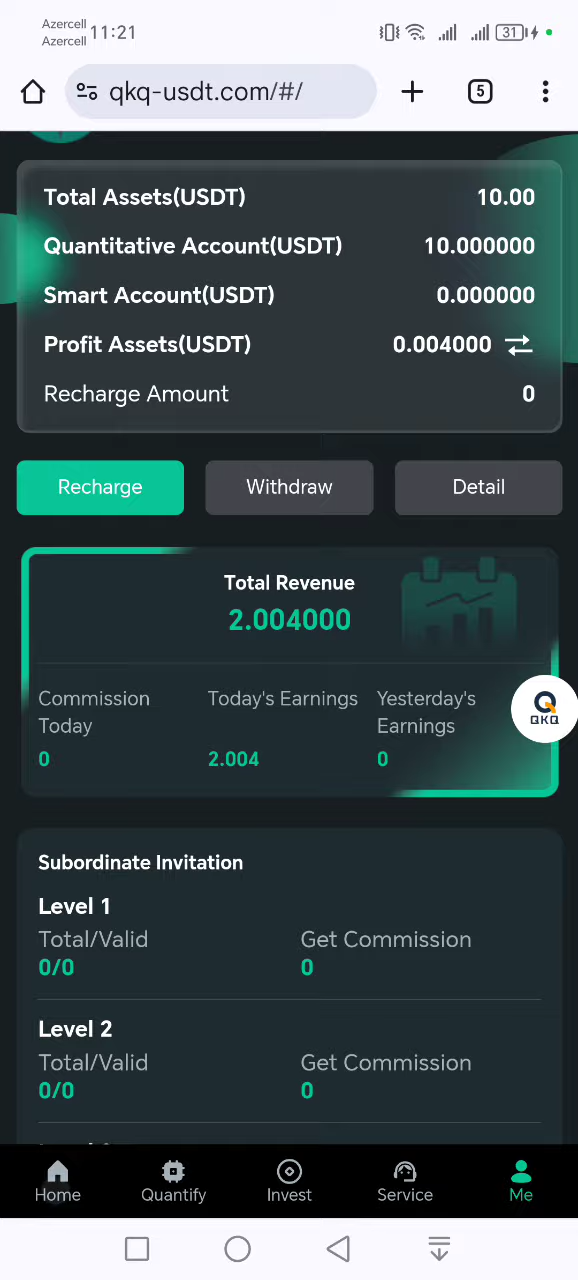 Azercell
Azercell
11:21
31
qkq-usdt.com/#/
5
Total Assets(USDT) 10.00
Quantitative Account(USDT) 10.000000
Smart Account(USDT) 0.000000
Profit Assets(USDT) 0.004000
Recharge Amount 0
Recharge Withdraw Detail
Total Revenue
2.004000
Commission Today
Today's Earnings
Yesterday's Earnings
0 2.004 0
QKQ
Subordinate Invitation
Level 1
Total/Valid Get Commission
0/0 0
Level 2
Total/Valid Get Commission
0/0 0
Home Quantify Invest Service Me